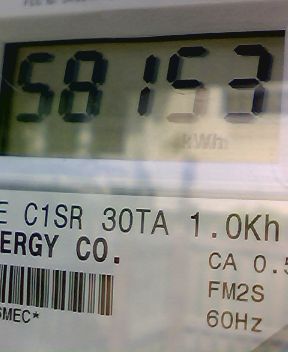 58153
kWh
E C1SR 30TA 1.0Kh
ERGY CO.
CA 0.5
FM2S
SMEC*
60Hz